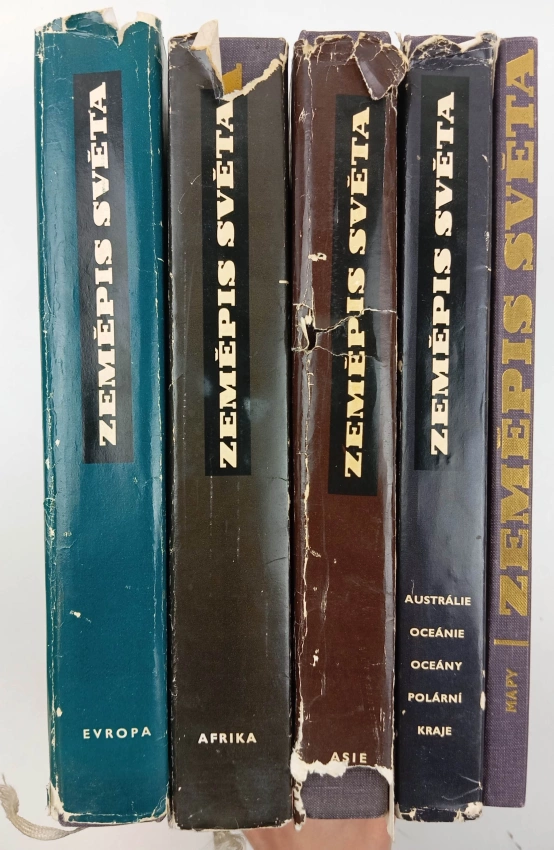 ZEMĚPIS SVĚTA
EVROPA
ZEMĚPIS SVĚTA
AFRIKA
ZEMĚPIS SVĚTA
ASIE
ZEMĚPIS SVĚTA
AUSTRÁLIE
OCEÁNIE
OCEÁNY
POLÁRNÍ
KRAJE
MAPY | ZEMĚPIS SVĚTA